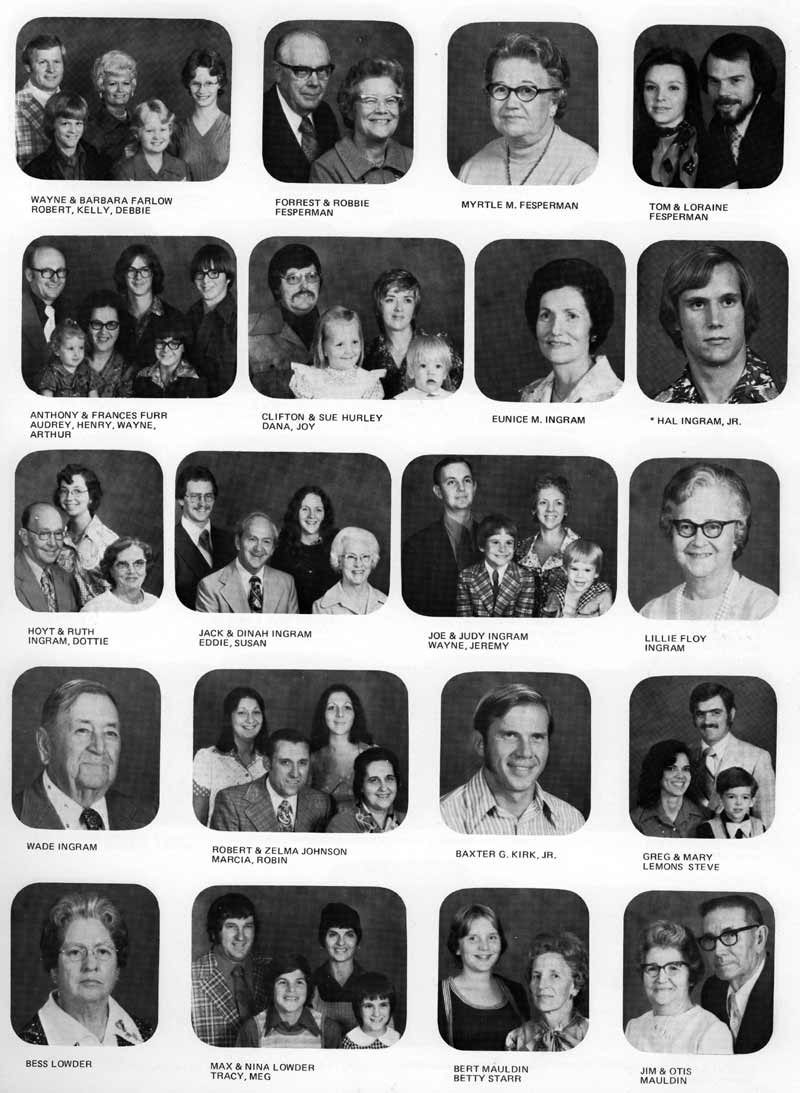 WAYNE & BARBARA FARLOW
ROBERT, KELLY, DEBBIE
FORREST & ROBBIE
FESPERMAN
MYRTLE M. FESPERMAN
TOM & LORAINE
FESPERMAN
ANTHONY & FRANCES FURR
AUDREY, HENRY, WAYNE,
ARTHUR
CLIFTON & SUE HURLEY
DANA, JOY
EUNICE M. INGRAM
* HAL INGRAM, JR.
HOYT & RUTH
INGRAM, DOTTIE
JACK & DINAH INGRAM
EDDIE, SUSAN
JOE & JUDY INGRAM
WAYNE, JEREMY
LILLIE FLOY
INGRAM
WADE INGRAM
ROBERT & ZELMA JOHNSON
MARCIA, ROBIN
BAXTER G. KIRK, JR.
GREG & MARY
LEMONS STEVE
BESS LOWDER
MAX & NINA LOWDER
TRACY, MEG
BERT MAULDIN
BETTY STARR
JIM & OTIS
MAULDIN